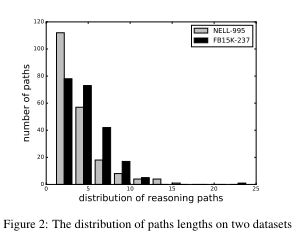 120
100
80
60
40
20
0
number of paths
NELL-995
FB15K-237
0 5 10 15 20 25
distribution of reasoning paths
Figure 2: The distribution of paths lengths on two datasets